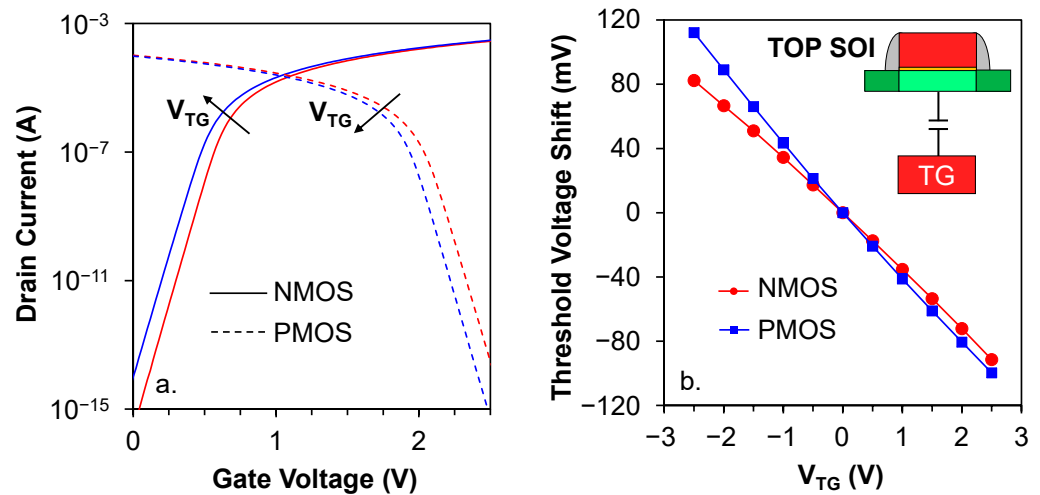 10⁻³
10⁻⁷
10⁻¹¹
10⁻¹⁵
Drain Current (A)
V_TG
V_TG
NMOS
PMOS
a.
0
1
2
Gate Voltage (V)
120
80
40
0
−40
−80
−120
Threshold Voltage Shift (mV)
TOP SOI
TG
NMOS
PMOS
b.
−3
−2
−1
0
1
2
3
V_TG (V)